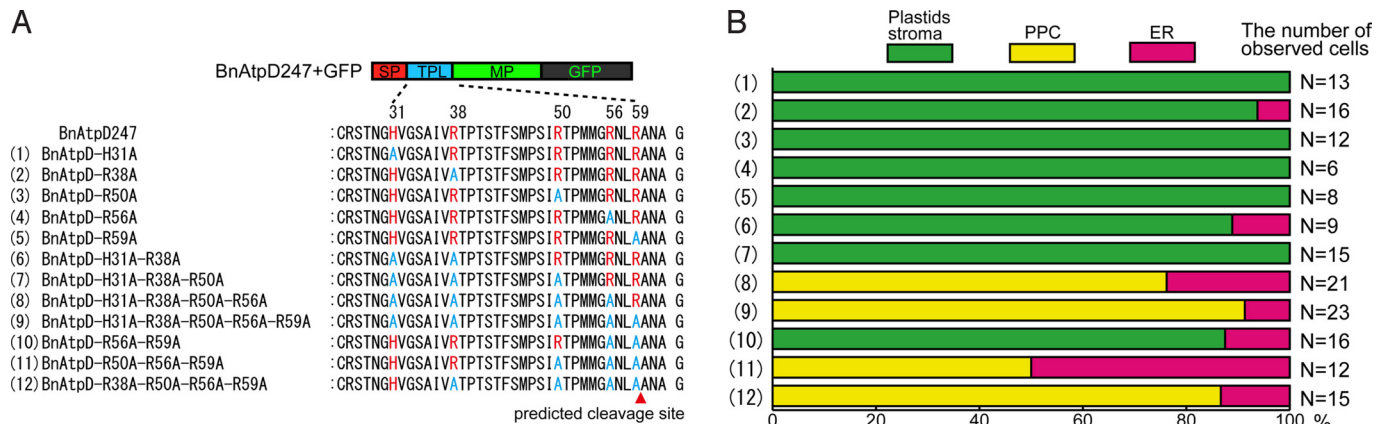 A
BnAtpD247+GFP SP TPL MP GFP
31 38 50 56 59
BnAtpD247 :CRSTNGHVGSAIVRTPTSTFSMPSIRTPMMGRNLRANA G
(1) BnAtpD-H31A :CRSTNGAVGSAIVRTPTSTFSMPSIRTPMMGRNLRANA G
(2) BnAtpD-R38A :CRSTNGHVGSAIVATPTSTFSMPSIRTPMMGRNLRANA G
(3) BnAtpD-R50A :CRSTNGHVGSAIVRTPTSTFSMPSIATPMMGRNLRANA G
(4) BnAtpD-R56A :CRSTNGHVGSAIVRTPTSTFSMPSIRTPMMGANLRANA G
(5) BnAtpD-R59A :CRSTNGHVGSAIVRTPTSTFSMPSIRTPMMGRNLAANA G
(6) BnAtpD-H31A-R38A :CRSTNGAVGSAIVATPTSTFSMPSIRTPMMGRNLRANA G
(7) BnAtpD-H31A-R38A-R50A :CRSTNGAVGSAIVATPTSTFSMPSIATPMMGRNLRANA G
(8) BnAtpD-H31A-R38A-R50A-R56A :CRSTNGAVGSAIVATPTSTFSMPSIATPMMGANLRANA G
(9) BnAtpD-H31A-R38A-R50A-R56A-R59A :CRSTNGAVGSAIVATPTSTFSMPSIATPMMGANLAANA G
(10) BnAtpD-R56A-R59A :CRSTNGHVGSAIVRTPTSTFSMPSIRTPMMGANLAANA G
(11) BnAtpD-R50A-R56A-R59A :CRSTNGHVGSAIVRTPTSTFSMPSIATPMMGANLAANA G
(12) BnAtpD-R38A-R50A-R56A-R59A :CRSTNGHVGSAIVATPTSTFSMPSIATPMMGANLAANA G
predicted cleavage site
B
Plastids
stroma
PPC
ER
The number of
observed cells
(1) N=13
(2) N=16
(3) N=12
(4) N=6
(5) N=8
(6) N=9
(7) N=15
(8) N=21
(9) N=23
(10) N=16
(11) N=12
(12) N=15
0 20 40 60 80 100 %